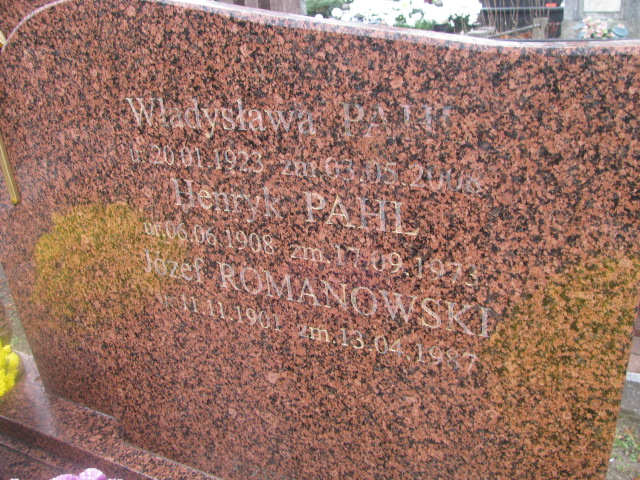 Władysława PAHL
ur.20.01.1923 zm.03.05.2008
Henryk PAHL
ur.06.06.1908 zm.17.09.1973
Józef ROMANOWSKI
ur.11.11.1901 zm.13.04.1987